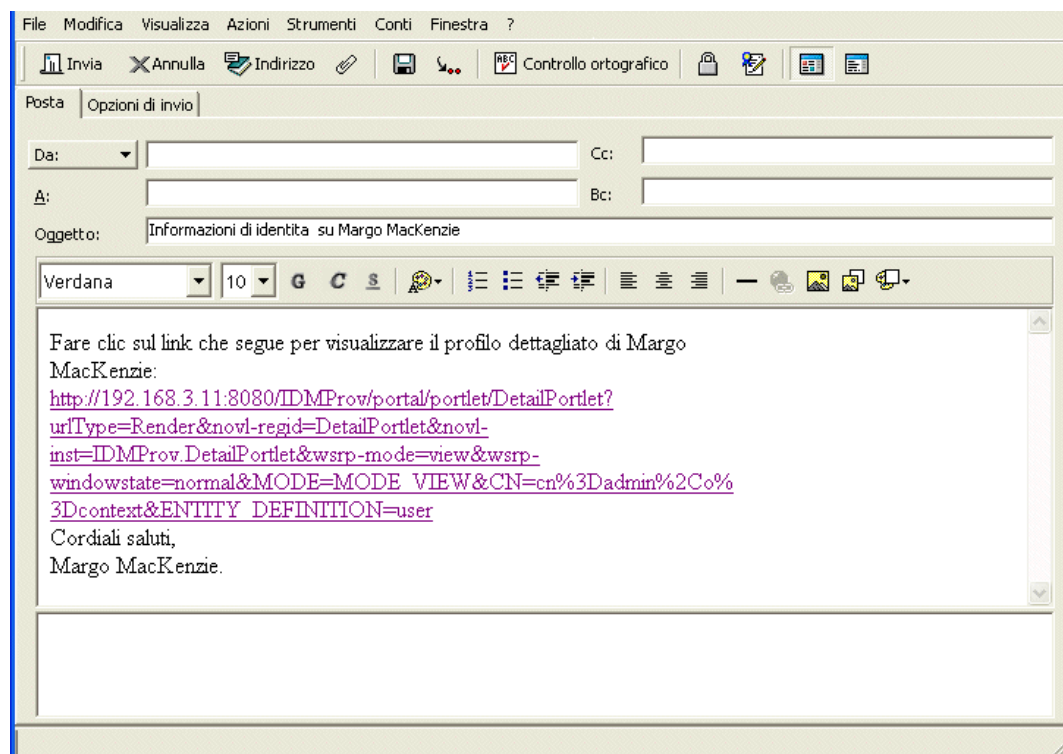 File Modifica Visualizza Azioni Strumenti Conti Finestra ?
Invia Annulla Indirizzo ABC Controllo ortografico
Posta Opzioni di invio
Da: Cc:
A: Bc:
Oggetto: Informazioni di identita su Margo MacKenzie
Verdana 10 G C S
Fare clic sul link che segue per visualizzare il profilo dettagliato di Margo
MacKenzie:
http://192.168.3.11:8080/IDMProv/portal/portlet/DetailPortlet?
urlType=Render&novl-regid=DetailPortlet&novl-
inst=IDMProv.DetailPortlet&wsrp-mode=view&wsrp-
windowstate=normal&MODE=MODE_VIEW&CN=cn%3Dadmin%2Co%
3Dcontext&ENTITY_DEFINITION=user
Cordiali saluti,
Margo MacKenzie.